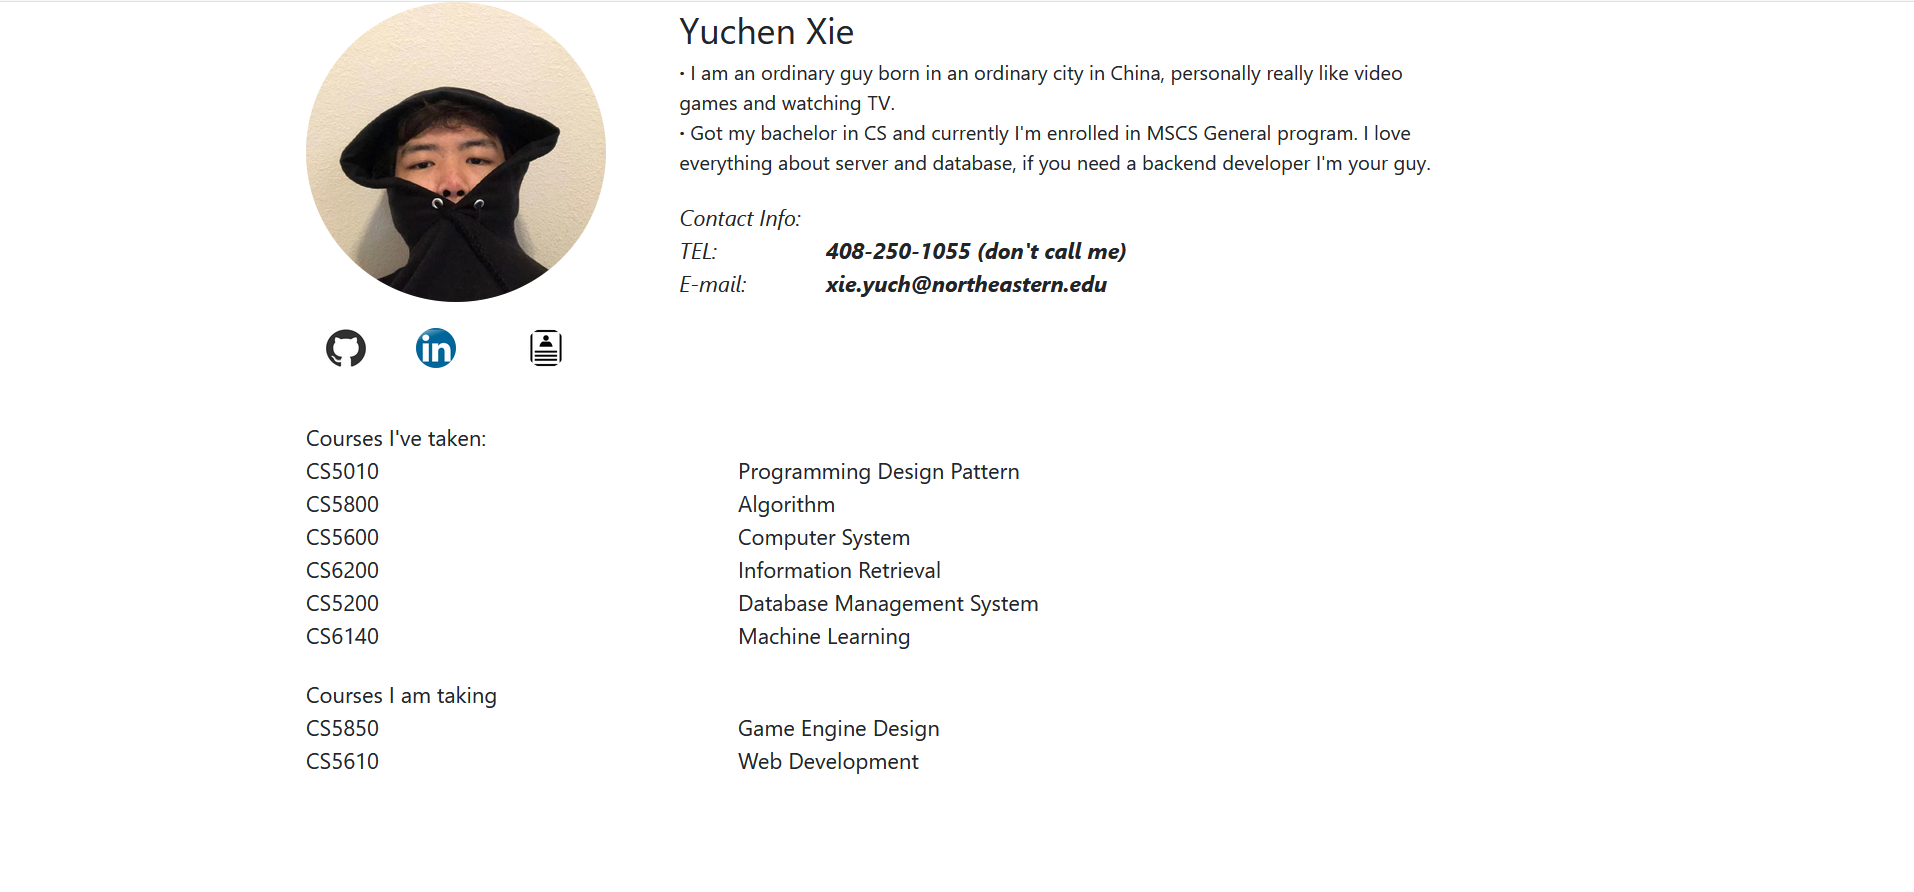 Yuchen Xie
· I am an ordinary guy born in an ordinary city in China, personally really like video
games and watching TV.
· Got my bachelor in CS and currently I'm enrolled in MSCS General program. I love
everything about server and database, if you need a backend developer I'm your guy.
Contact Info:
TEL: 408-250-1055 (don't call me)
E-mail: xie.yuch@northeastern.edu
in
Courses I've taken:
CS5010 Programming Design Pattern
CS5800 Algorithm
CS5600 Computer System
CS6200 Information Retrieval
CS5200 Database Management System
CS6140 Machine Learning
Courses I am taking
CS5850 Game Engine Design
CS5610 Web Development